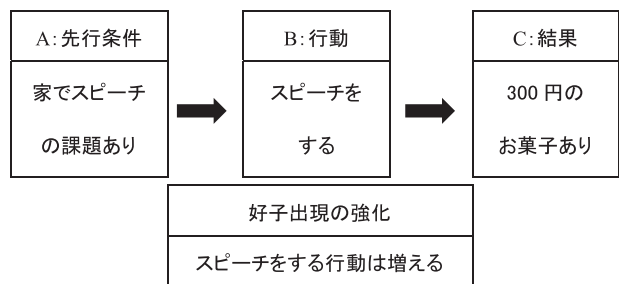 A：先行条件
家でスピーチ
の課題あり
B：行動
スピーチを
する
C：結果
300 円の
お菓子あり
好子出現の強化
スピーチをする行動は増える